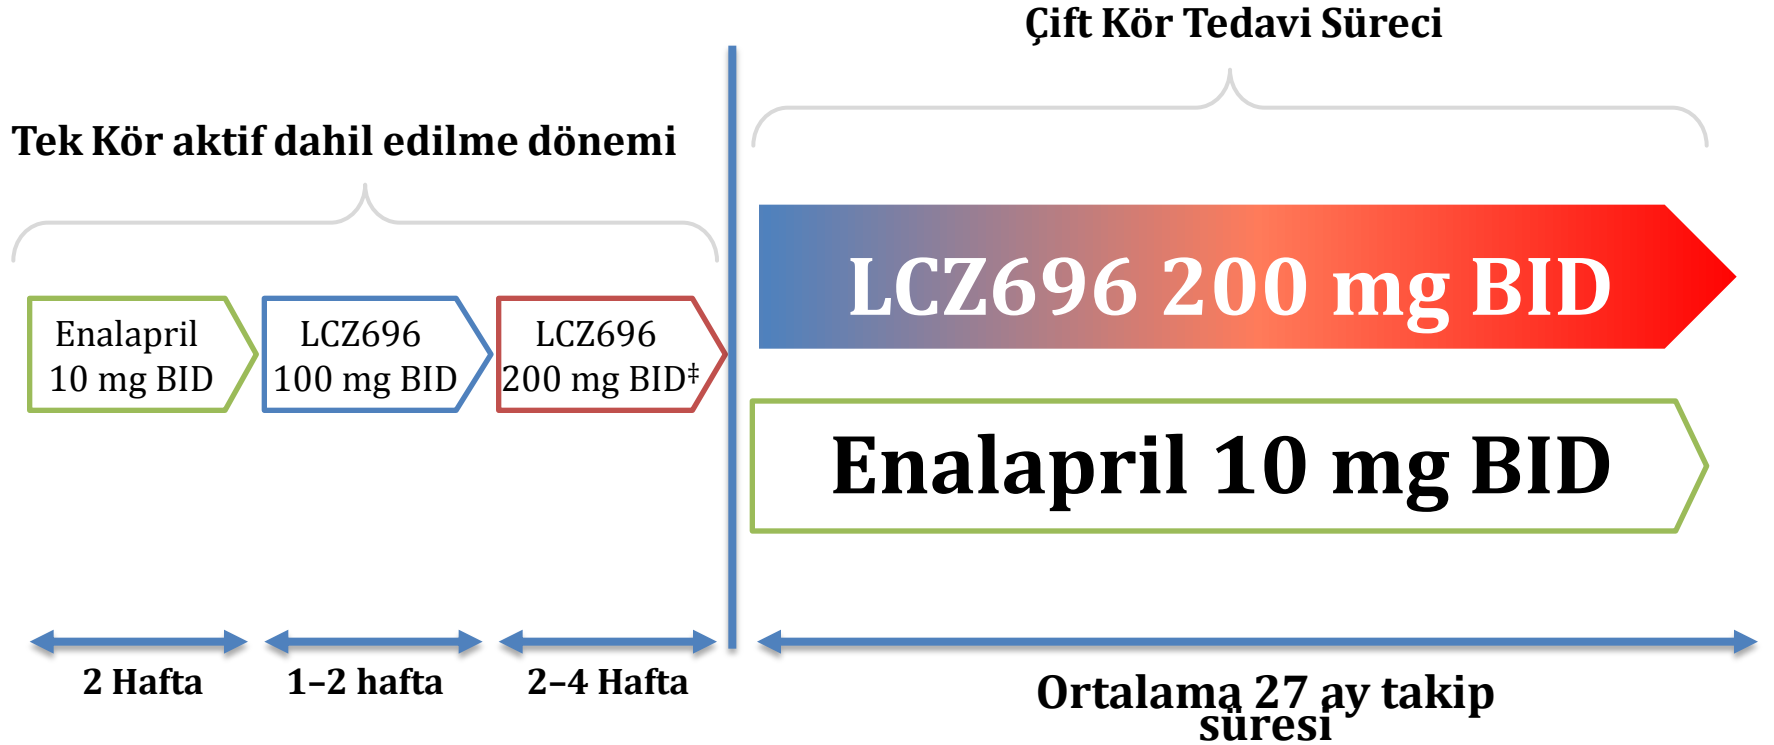 Çift Kör Tedavi Süreci
Tek Kör aktif dahil edilme dönemi
Enalapril
10 mg BID
LCZ696
100 mg BID
LCZ696
200 mg BID‡
LCZ696 200 mg BID
Enalapril 10 mg BID
2 Hafta
1–2 hafta
2–4 Hafta
Ortalama 27 ay takip
süresi